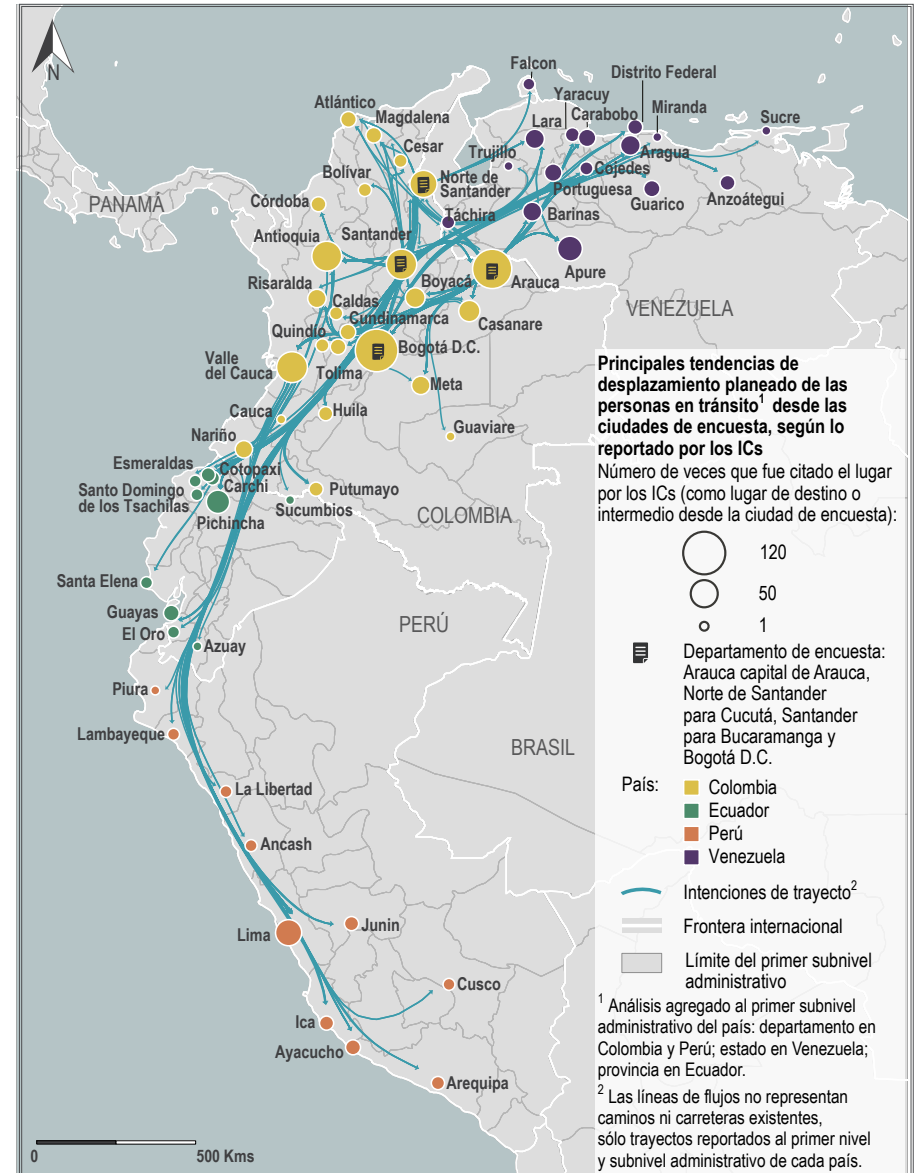 N
Falcon
Distrito Federal
Yaracuy
Carabobo
Miranda
Sucre
Atlántico
Magdalena
Lara
Cesar
Trujillo
Aragua
Bolívar
Norte de
Santander
Cojedes
Portuguesa
Guarico
Anzoátegui
PANAMÁ
Córdoba
Táchira
Barinas
Antioquia
Santander
Apure
Risaralda
Boyacá
Arauca
VENEZUELA
Caldas
Cundinamarca
Casanare
Quindío
Bogotá D.C.
Valle
del Cauca
Tolima
Meta
Cauca
Huila
Guaviare
Nariño
Esmeraldas
Cotopaxi
Carchi
Santo Domingo
de los Tsachilas
Putumayo
Sucumbios
Pichincha
COLOMBIA
Santa Elena
Guayas
El Oro
Azuay
PERÚ
Piura
Lambayeque
BRASIL
La Libertad
Ancash
Lima
Junin
Cusco
Ica
Ayacucho
Arequipa
0
500 Kms
Principales tendencias de
desplazamiento planeado de las
personas en tránsito¹ desde las
ciudades de encuesta, según lo
reportado por los ICs
Número de veces que fue citado el lugar
por los ICs (como lugar de destino o
intermedio desde la ciudad de encuesta):
120
50
1
Departamento de encuesta:
Arauca capital de Arauca,
Norte de Santander
para Cucutá, Santander
para Bucaramanga y
Bogotá D.C.
País:
Colombia
Ecuador
Perú
Venezuela
Intenciones de trayecto²
Frontera internacional
Límite del primer subnivel
administrativo
¹ Análisis agregado al primer subnivel
administrativo del país: departamento en
Colombia y Perú; estado en Venezuela;
provincia en Ecuador.
² Las líneas de flujos no representan
caminos ni carreteras existentes,
sólo trayectos reportados al primer nivel
y subnivel administrativo de cada país.